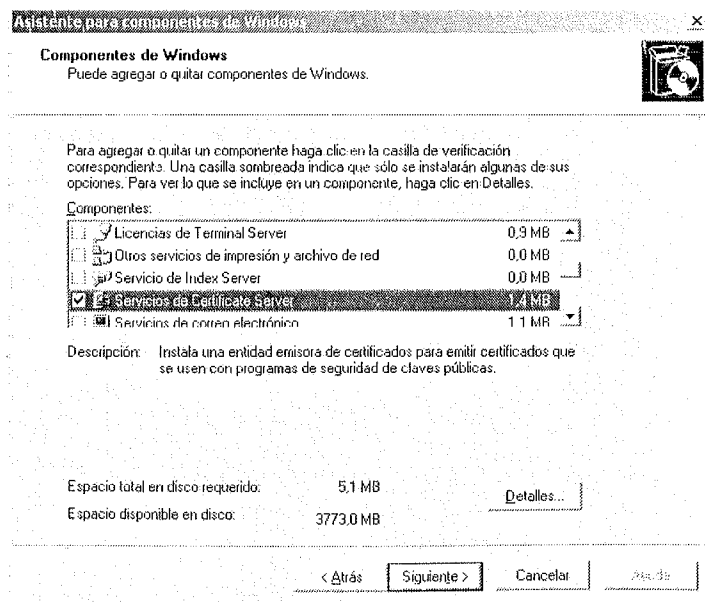 Asistente para componentes de Windows
Componentes de Windows
Puede agregar o quitar componentes de Windows.
Para agregar o quitar un componente haga clic en la casilla de verificación
correspondiente. Una casilla sombreada indica que sólo se instalarán algunas de sus
opciones. Para ver lo que se incluye en un componente, haga clic en Detalles.
Componentes:
Licencias de Terminal Server 0,9 MB
Otros servicios de impresión y archivo de red 0,0 MB
Servicio de Index Server 0,0 MB
Servicios de Certificate Server 1,4 MB
Servicios de correo electrónico 1,1 MB
Descripción: Instala una entidad emisora de certificados para emitir certificados que
se usen con programas de seguridad de claves públicas.
Espacio total en disco requerido: 5,1 MB
Detalles...
Espacio disponible en disco: 3773,0 MB
< Atrás Siguiente > Cancelar Ayuda